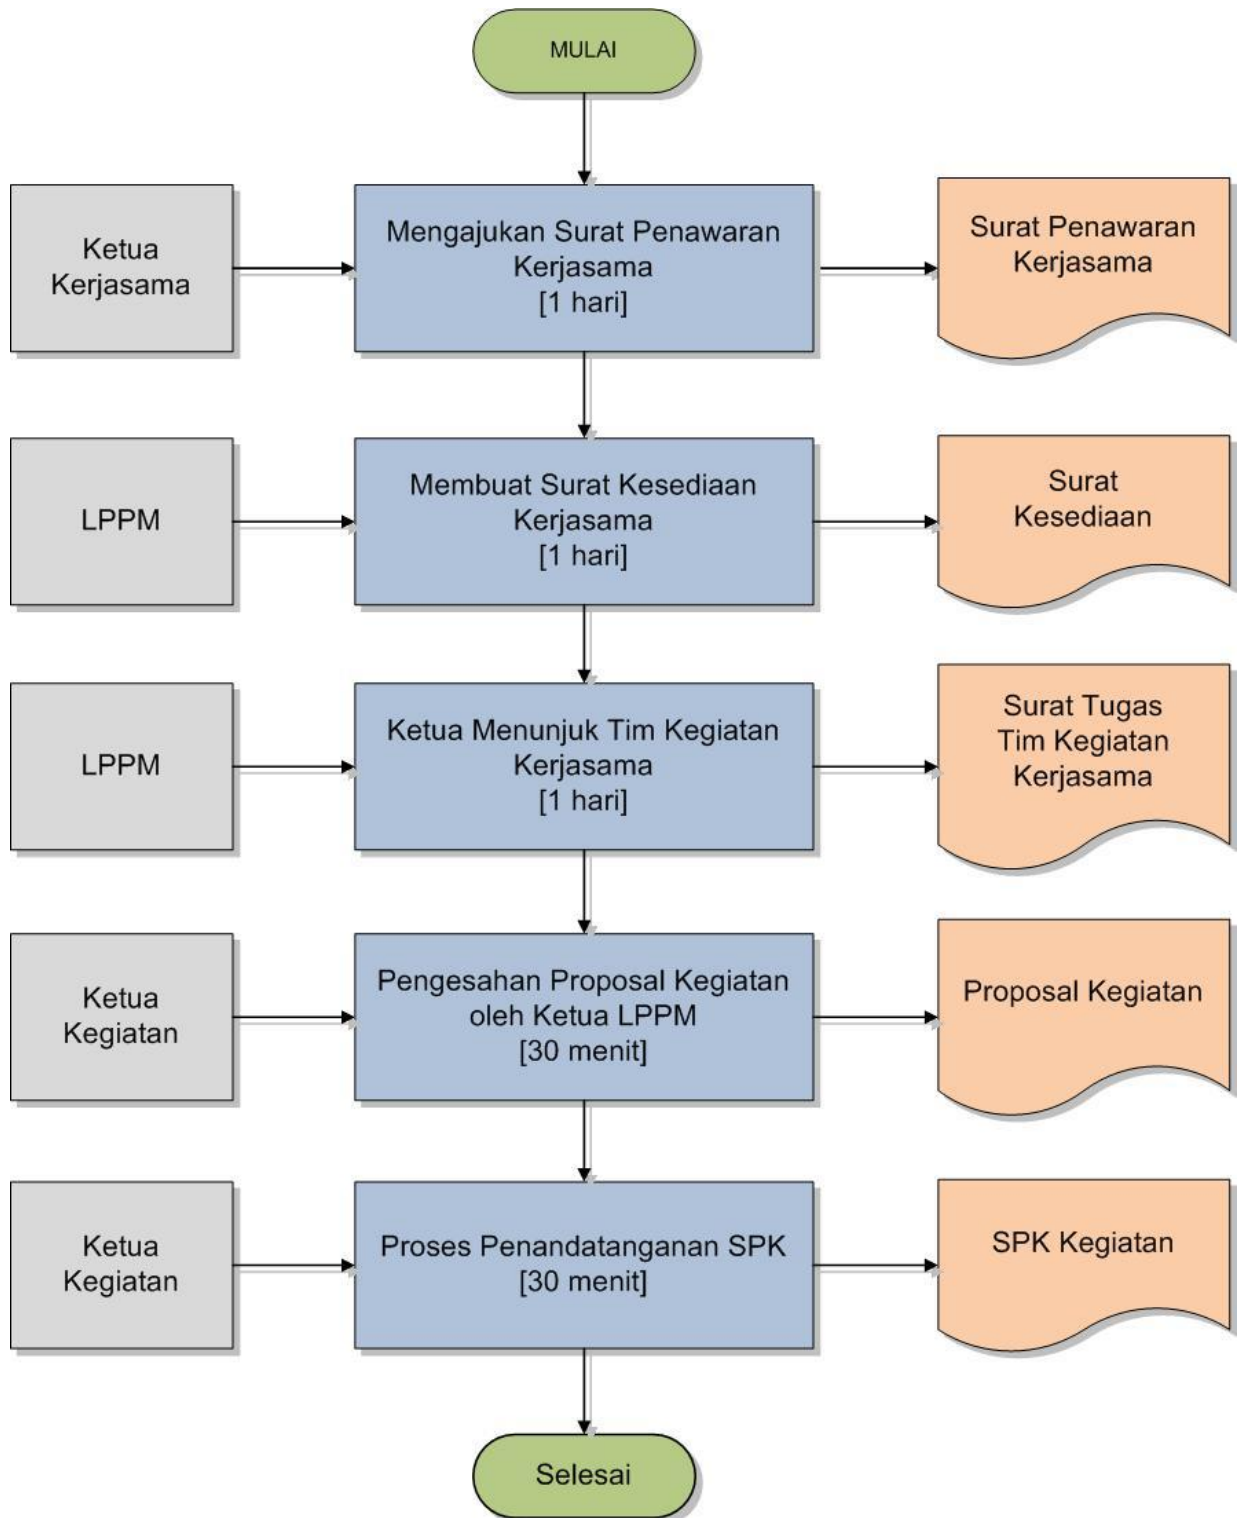 MULAI
Ketua
Kerjasama
Mengajukan Surat Penawaran
Kerjasama
[1 hari]
Surat Penawaran
Kerjasama
LPPM
Membuat Surat Kesediaan
Kerjasama
[1 hari]
Surat
Kesediaan
LPPM
Ketua Menunjuk Tim Kegiatan
Kerjasama
[1 hari]
Surat Tugas
Tim Kegiatan
Kerjasama
Ketua
Kegiatan
Pengesahan Proposal Kegiatan
oleh Ketua LPPM
[30 menit]
Proposal Kegiatan
Ketua
Kegiatan
Proses Penandatanganan SPK
[30 menit]
SPK Kegiatan
Selesai